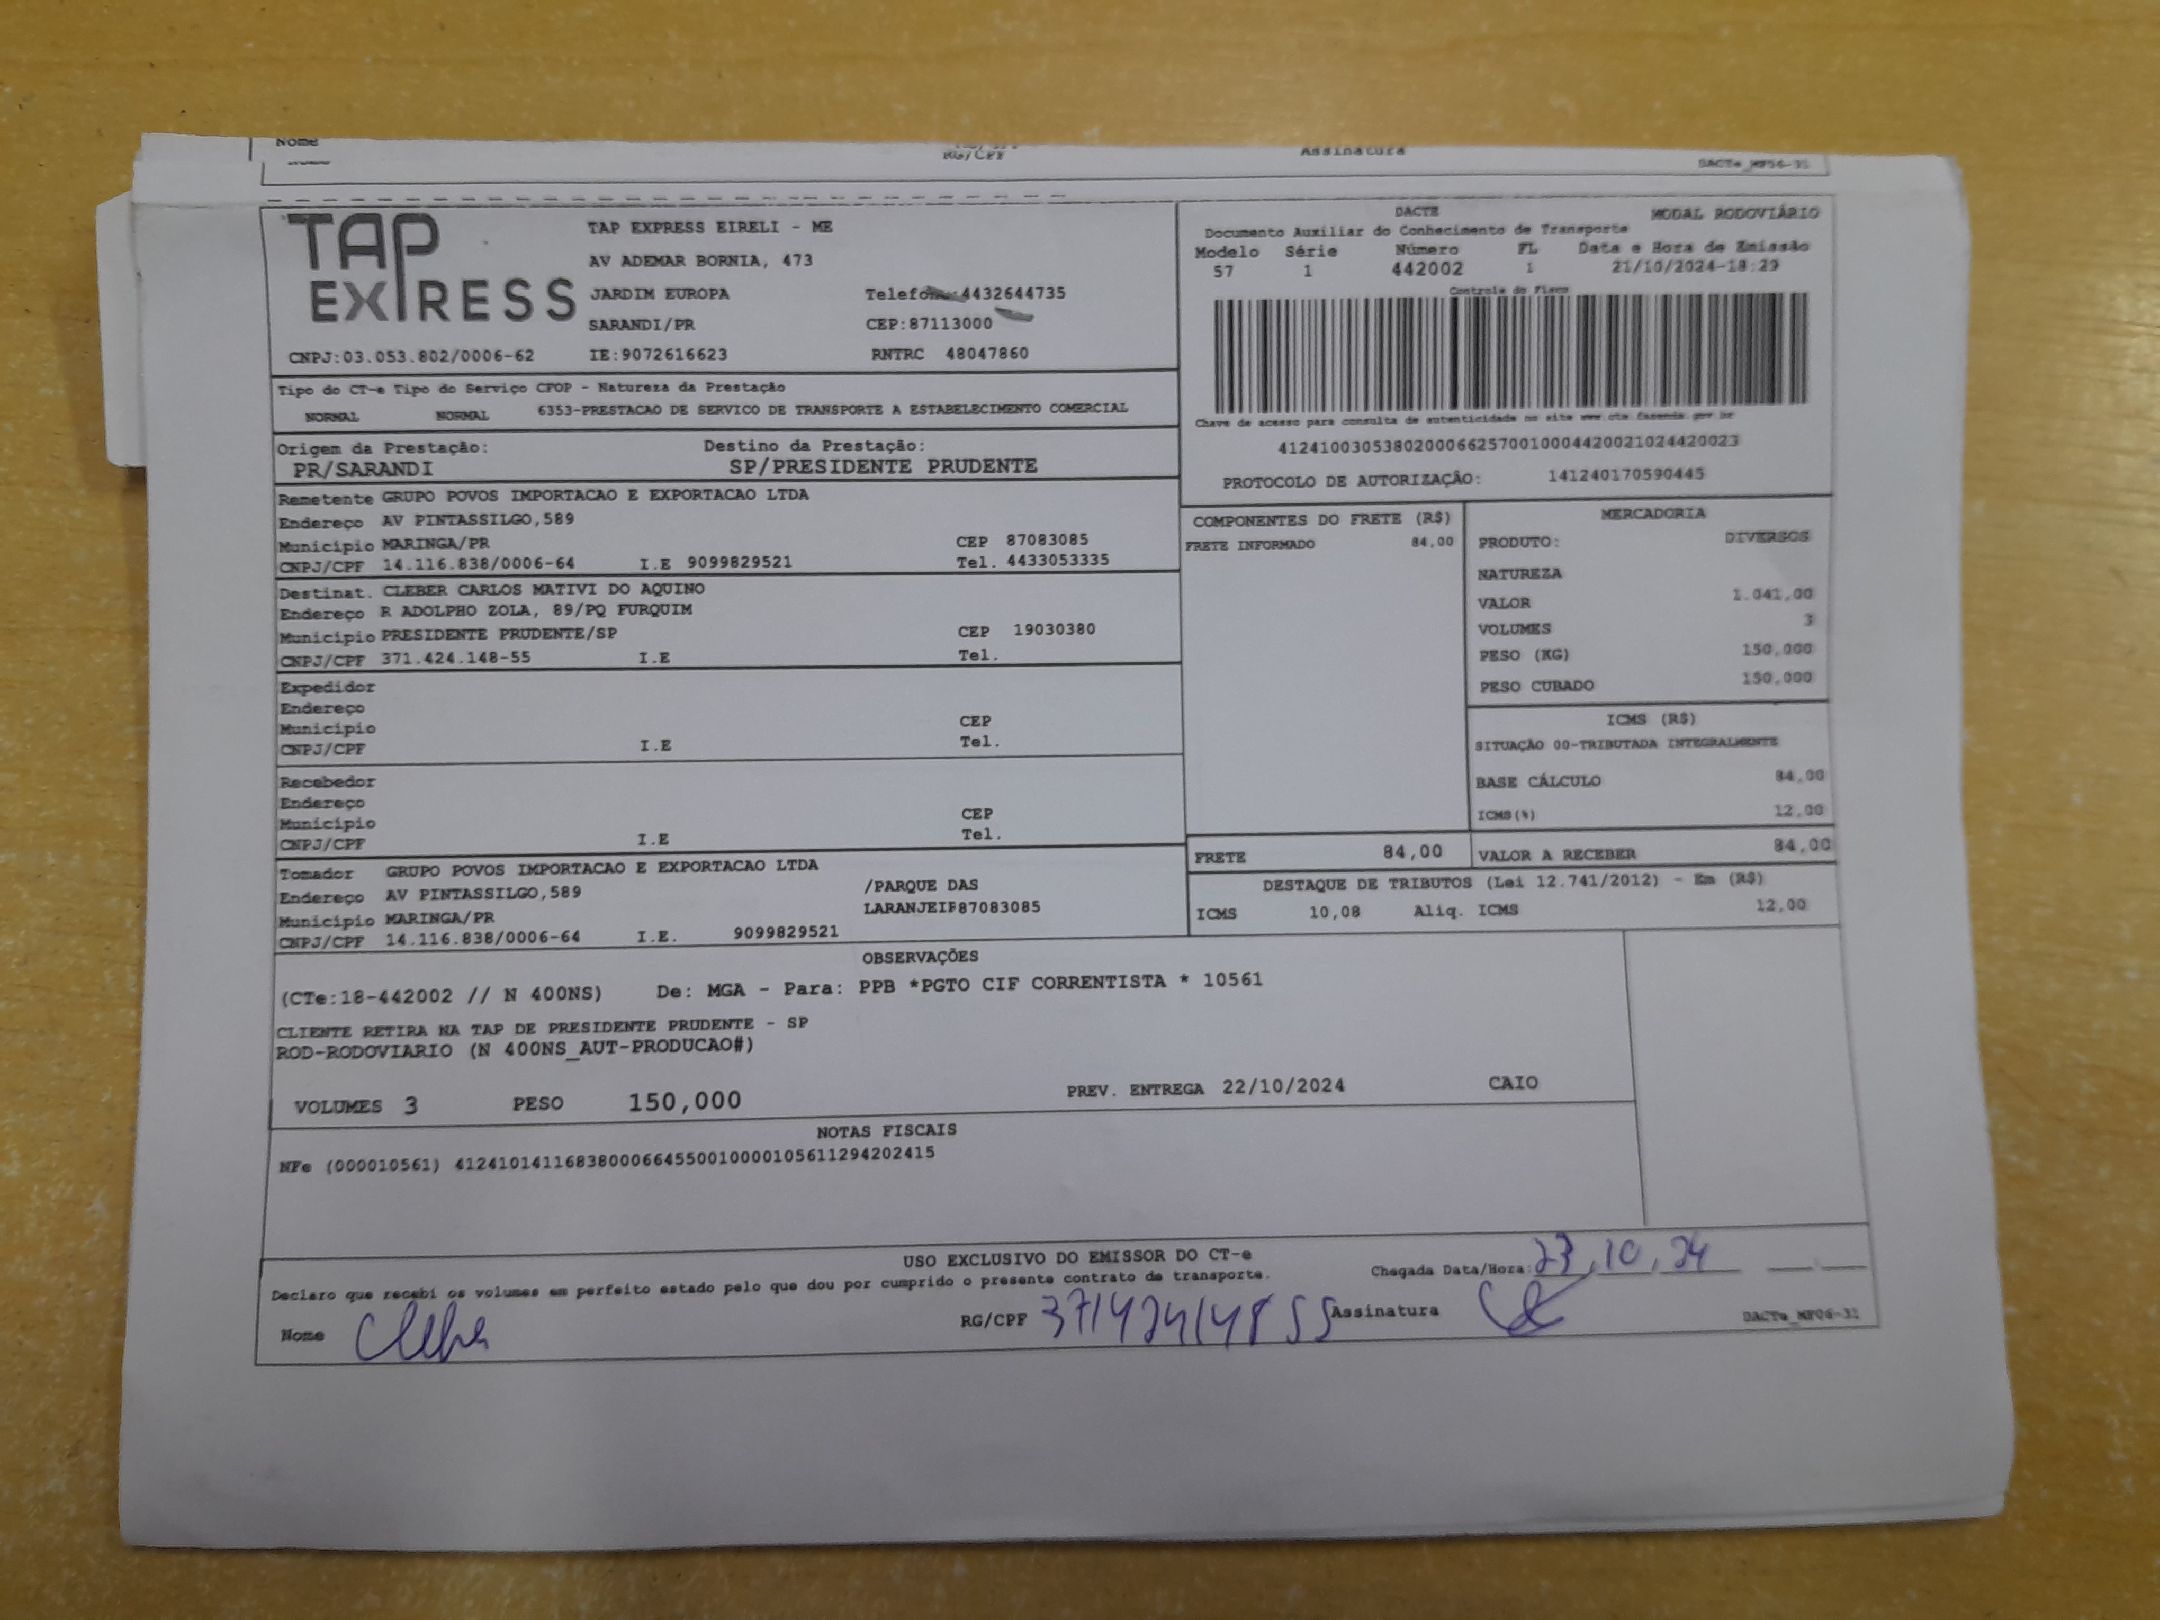 Nome RG/CPF Assinatura
DACTe_MF06-31
TAP EXPRESS
TAP EXPRESS EIRELI - ME
AV ADEMAR BORNIA, 473
JARDIM EUROPA Telefone:4432644735
SARANDI/PR CEP:87113000
CNPJ:03.053.802/0006-62 IE:9072616623 RNTRC 48047860
DACTE MODAL RODOVIÁRIO
Documento Auxiliar do Conhecimento de Transporte
Modelo Série Número FL Data e Hora de Emissão
57 1 442002 1 21/10/2024-18:29
Controle do Fisco
Chave de acesso para consulta de autenticidade no site www.cte.fazenda.gov.br
41241003053802000662570010004420021024420023
PROTOCOLO DE AUTORIZAÇÃO: 141240170590445
Tipo do CT-e Tipo do Serviço CFOP - Natureza da Prestação
NORMAL NORMAL 6353-PRESTACAO DE SERVICO DE TRANSPORTE A ESTABELECIMENTO COMERCIAL
Origem da Prestação: Destino da Prestação:
PR/SARANDI SP/PRESIDENTE PRUDENTE
Remetente GRUPO POVOS IMPORTACAO E EXPORTACAO LTDA
Endereço AV PINTASSILGO,589
Município MARINGA/PR CEP 87083085
CNPJ/CPF 14.116.838/0006-64 I.E 9099829521 Tel. 4433053335
Destinat. CLEBER CARLOS MATIVI DO AQUINO
Endereço R ADOLPHO ZOLA, 89/PQ FURQUIM
Município PRESIDENTE PRUDENTE/SP CEP 19030380
CNPJ/CPF 371.424.148-55 I.E Tel.
Expedidor
Endereço
Município CEP
CNPJ/CPF I.E Tel.
Recebedor
Endereço
Município CEP
CNPJ/CPF I.E Tel.
Tomador GRUPO POVOS IMPORTACAO E EXPORTACAO LTDA
Endereço AV PINTASSILGO,589 /PARQUE DAS
Município MARINGA/PR LARANJEIR87083085
CNPJ/CPF 14.116.838/0006-64 I.E. 9099829521
COMPONENTES DO FRETE (R$)
FRETE INFORMADO 84,00
MERCADORIA
PRODUTO: DIVERSOS
NATUREZA
VALOR 1.041,00
VOLUMES 3
PESO (KG) 150,000
PESO CUBADO 150,000
ICMS (R$)
SITUAÇÃO 00-TRIBUTADA INTEGRALMENTE
BASE CÁLCULO 84,00
ICMS(%) 12,00
FRETE 84,00 VALOR A RECEBER 84,00
DESTAQUE DE TRIBUTOS (Lei 12.741/2012) - Em (R$)
ICMS 10,08 Aliq. ICMS 12,00
OBSERVAÇÕES
(CTe:18-442002 // N 400NS) De: MGA - Para: PPB *PGTO CIF CORRENTISTA * 10561
CLIENTE RETIRA NA TAP DE PRESIDENTE PRUDENTE - SP
ROD-RODOVIARIO (N 400NS_AUT-PRODUCAO#)
VOLUMES 3 PESO 150,000 PREV. ENTREGA 22/10/2024 CAIO
NOTAS FISCAIS
NFe (000010561) 41241014116838000664550010000105611294202415
USO EXCLUSIVO DO EMISSOR DO CT-e
Declaro que recebi os volumes em perfeito estado pelo que dou por cumprido o presente contrato de transporte. Chegada Data/Hora: 23,10,24
Nome Cleber RG/CPF 37142414855 Assinatura
DACTe_MF06-31